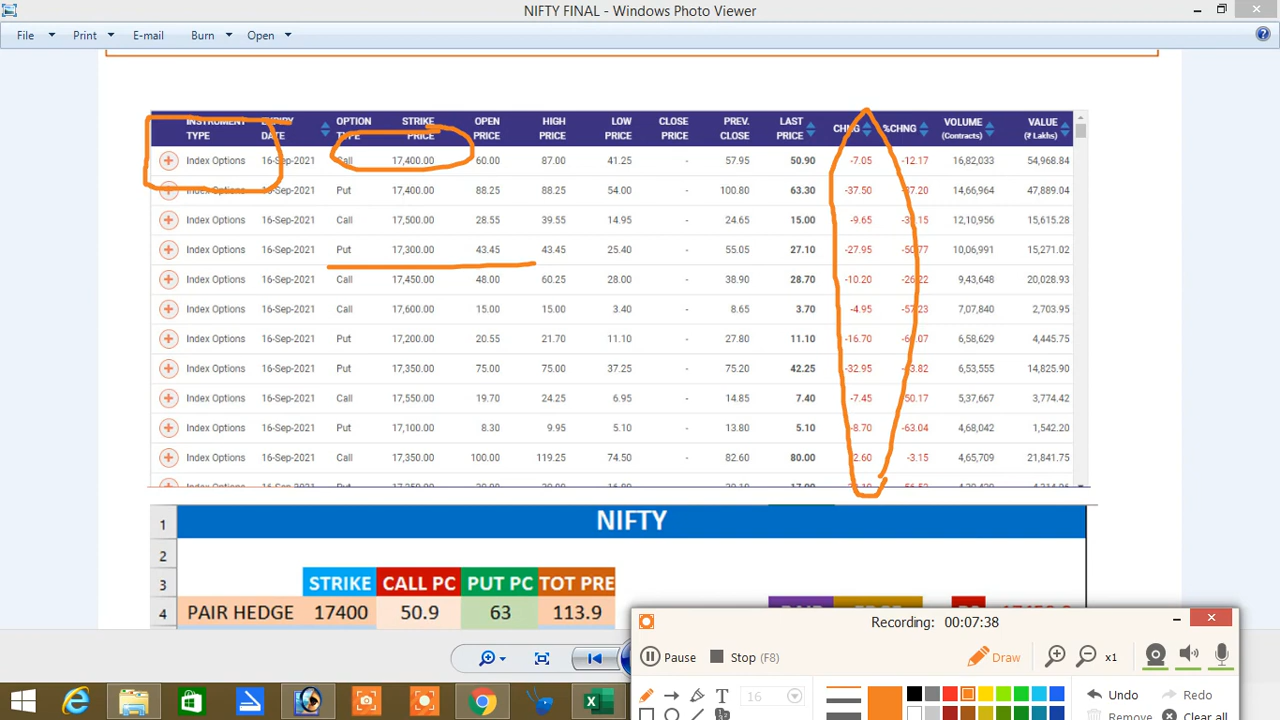 NIFTY FINAL - Windows Photo Viewer
File Print E-mail Burn Open
INSTRUMENT TYPE EXPIRY DATE OPTION TYPE STRIKE PRICE OPEN PRICE HIGH PRICE LOW PRICE CLOSE PRICE PREV. CLOSE LAST PRICE CHNG %CHNG VOLUME (Contracts) VALUE (₹ Lakhs)
Index Options 16-Sep-2021 Call 17,400.00 60.00 87.00 41.25 - 57.95 50.90 -7.05 -12.17 16,82,033 54,968.84
Index Options 16-Sep-2021 Put 17,400.00 88.25 88.25 54.00 - 100.80 63.30 -37.50 14,66,964 47,889.04
Index Options 16-Sep-2021 Call 17,500.00 28.55 39.55 14.95 - 24.65 15.00 -9.65 12,10,956 15,615.28
Index Options 16-Sep-2021 Put 17,300.00 43.45 43.45 25.40 - 55.05 27.10 -27.95 10,06,991 15,271.02
Index Options 16-Sep-2021 Call 17,450.00 48.00 60.25 28.00 - 38.90 28.70 -10.20 9,43,648 20,028.93
Index Options 16-Sep-2021 Call 17,600.00 15.00 15.00 3.40 - 8.65 3.70 -4.95 -57.23 7,07,840 2,703.95
Index Options 16-Sep-2021 Put 17,200.00 20.55 21.70 11.10 - 27.80 11.10 -16.70 6,58,629 4,445.75
Index Options 16-Sep-2021 Put 17,350.00 75.00 75.00 37.25 - 75.20 42.25 -32.95 6,53,555 14,825.90
Index Options 16-Sep-2021 Call 17,550.00 19.70 24.25 6.95 - 14.85 7.40 -7.45 -50.17 5,37,667 3,774.42
Index Options 16-Sep-2021 Put 17,100.00 8.30 9.95 5.10 - 13.80 5.10 -8.70 -63.04 4,68,042 1,542.20
Index Options 16-Sep-2021 Call 17,350.00 100.00 119.25 74.50 - 82.60 80.00 -3.15 4,65,709 21,841.75
1 NIFTY
2
3 STRIKE CALL PC PUT PC TOT PRE
4 PAIR HEDGE 17400 50.9 63 113.9
Recording: 00:07:38
Pause Stop (F8) Draw x1
T 16 Undo Redo
Remove Clear all